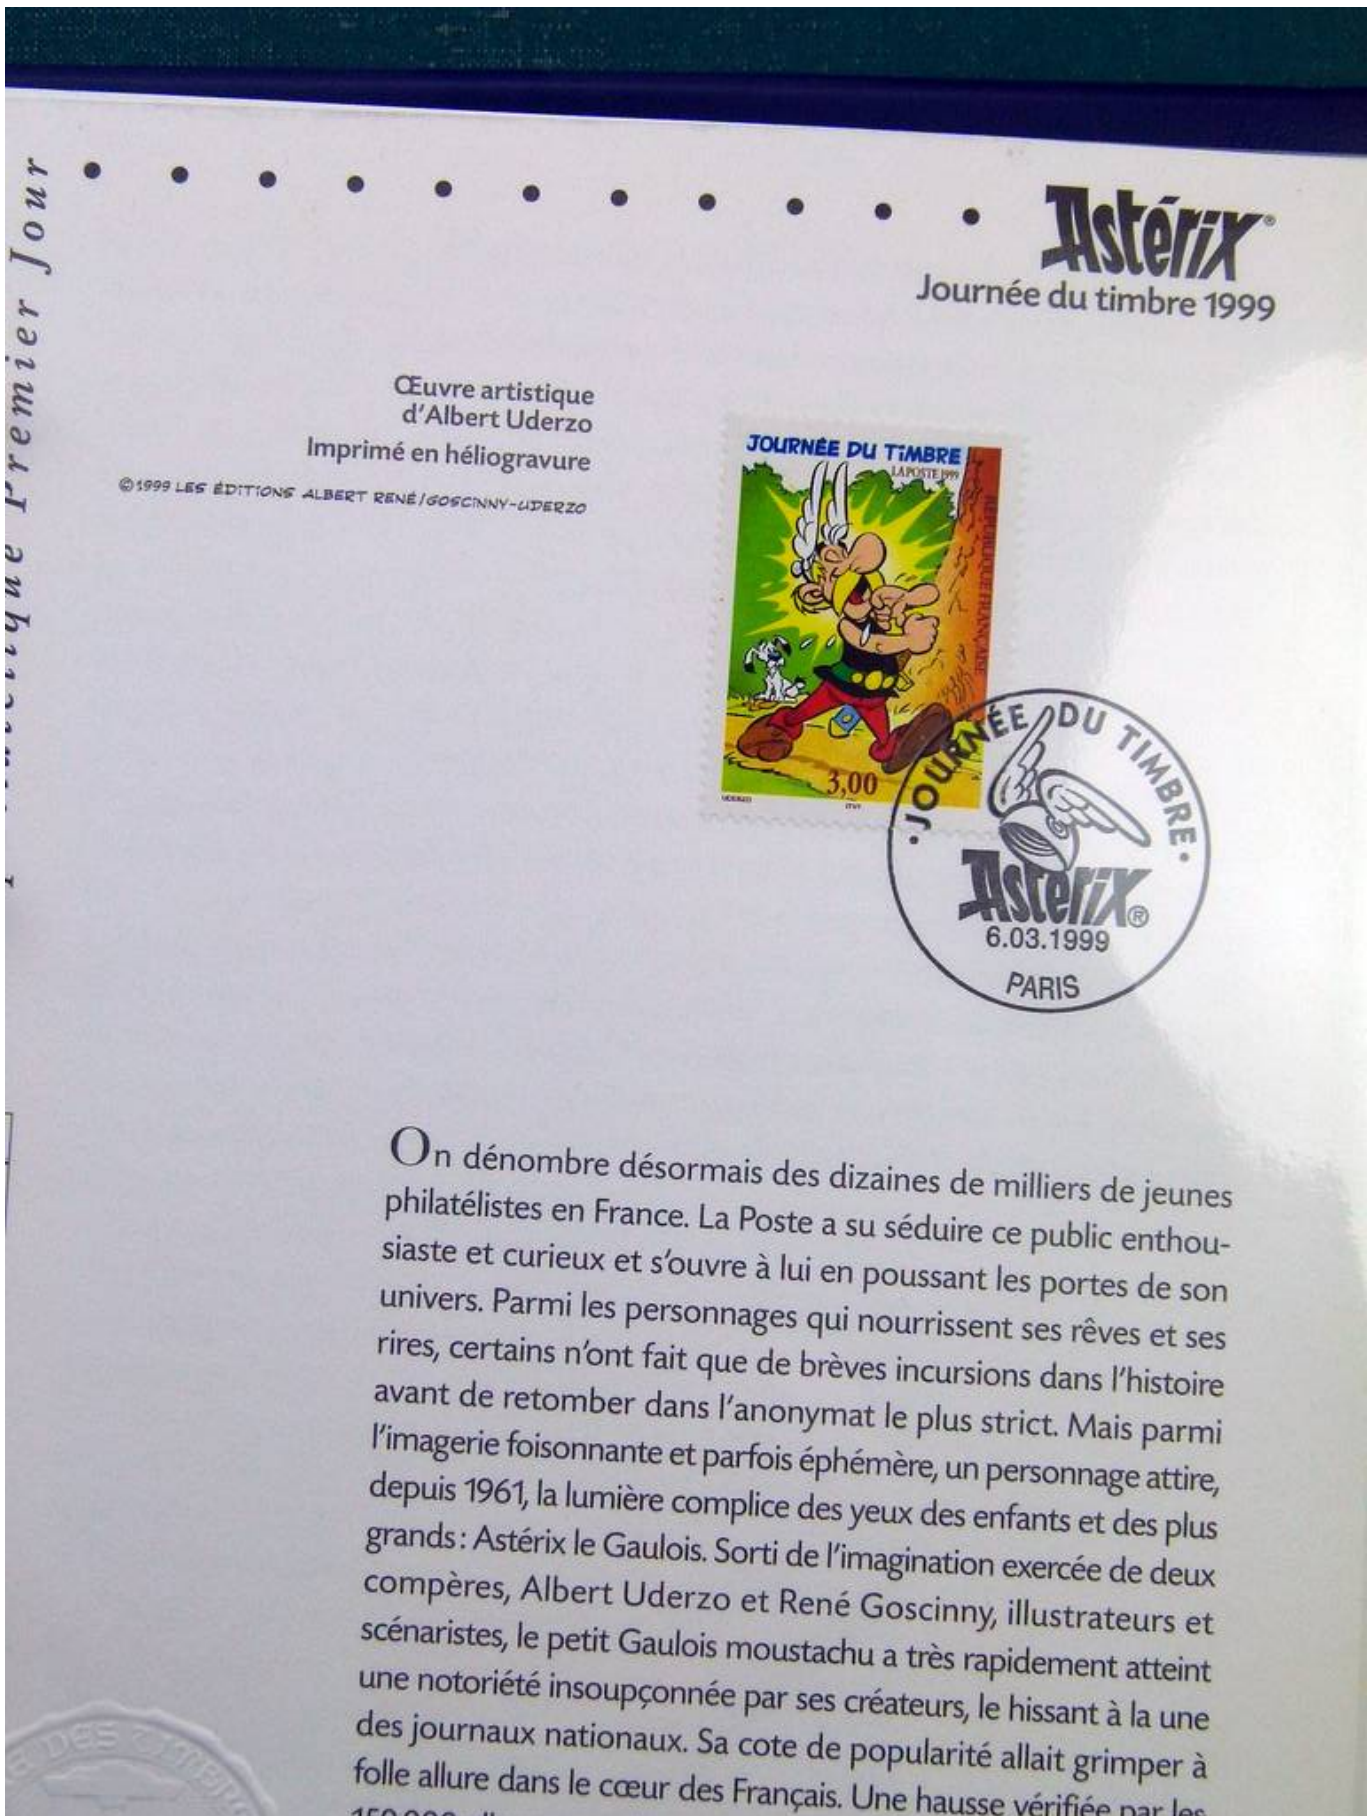 Astérix®
Journée du timbre 1999
Premier Jour
Œuvre artistique
d'Albert Uderzo
Imprimé en héliogravure
©1999 LES ÉDITIONS ALBERT RENÉ/GOSCINNY-UDERZO
JOURNÉE DU TIMBRE
LA POSTE 1999
RÉPUBLIQUE FRANÇAISE
3,00
UDERZO
ITVF
·JOURNÉE DU TIMBRE·
Astérix®
6.03.1999
PARIS
On dénombre désormais des dizaines de milliers de jeunes
philatélistes en France. La Poste a su séduire ce public enthou-
siaste et curieux et s'ouvre à lui en poussant les portes de son
univers. Parmi les personnages qui nourrissent ses rêves et ses
rires, certains n'ont fait que de brèves incursions dans l'histoire
avant de retomber dans l'anonymat le plus strict. Mais parmi
l'imagerie foisonnante et parfois éphémère, un personnage attire,
depuis 1961, la lumière complice des yeux des enfants et des plus
grands : Astérix le Gaulois. Sorti de l'imagination exercée de deux
compères, Albert Uderzo et René Goscinny, illustrateurs et
scénaristes, le petit Gaulois moustachu a très rapidement atteint
une notoriété insoupçonnée par ses créateurs, le hissant à la une
des journaux nationaux. Sa cote de popularité allait grimper à
folle allure dans le cœur des Français. Une hausse vérifiée par les
DES TIMBRES